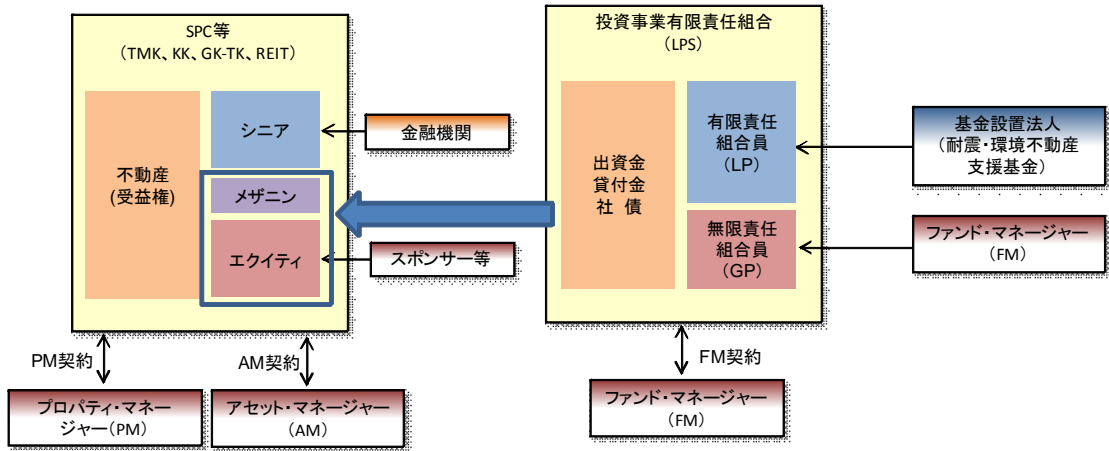 SPC等
（TMK、KK、GK-TK、REIT）
不動産
(受益権)
シニア
メザニン
エクイティ
金融機関
スポンサー等
投資事業有限責任組合
（LPS）
出資金
貸付金
社 債
有限責任
組合員
（LP）
無限責任
組合員
（GP）
基金設置法人
（耐震・環境不動産
支援基金）
ファンド・マネージャー
（FM）
PM契約
AM契約
FM契約
プロパティ・マネー
ジャー（PM）
アセット・マネージャー
（AM）
ファンド・マネージャー
（FM）